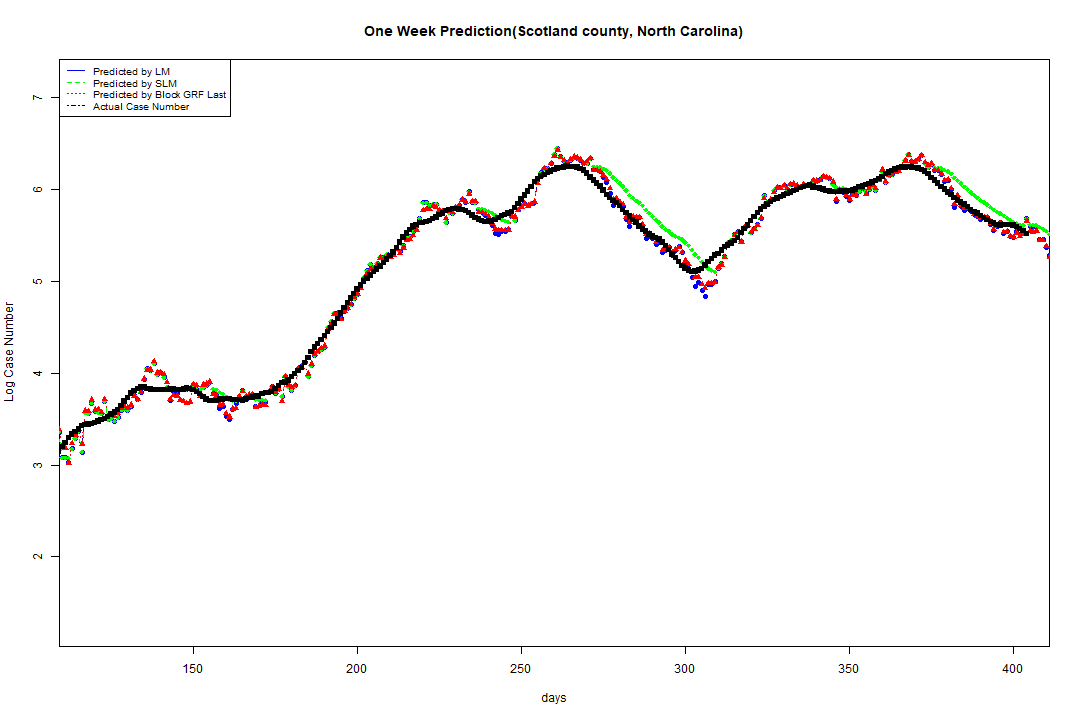 One Week Prediction(Scotland county, North Carolina)
Predicted by LM
Predicted by SLM
Predicted by Block GRF Last
Actual Case Number
7
6
5
4
3
2
Log Case Number
150 200 250 300 350 400
days